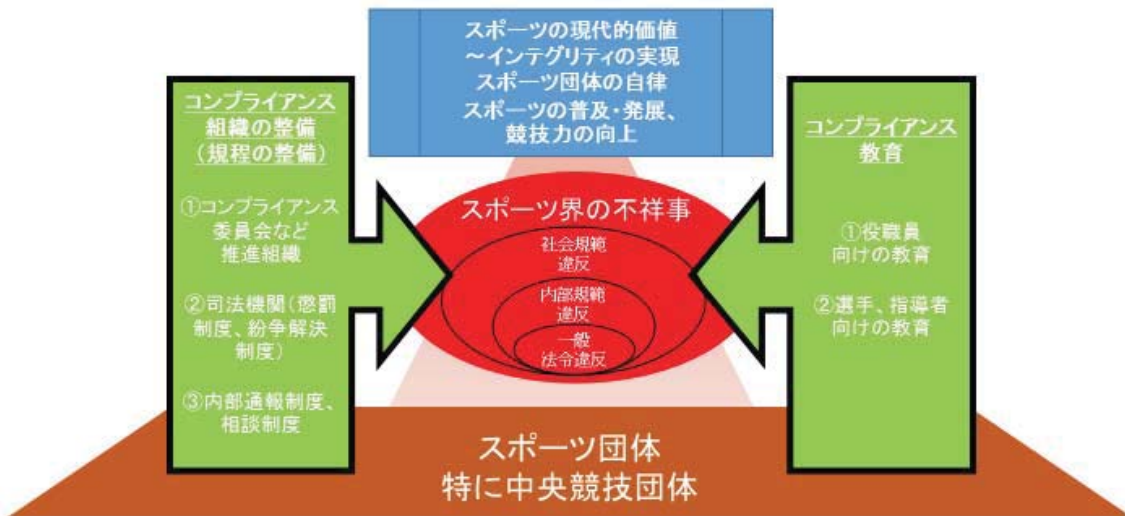 スポーツの現代的価値
～インテグリティの実現
スポーツ団体の自律
スポーツの普及・発展、
競技力の向上
コンプライアンス
組織の整備
（規程の整備）
①コンプライアンス
委員会など
推進組織
②司法機関（懲罰
制度、紛争解決
制度）
③内部通報制度、
相談制度
スポーツ界の不祥事
社会規範
違反
内部規範
違反
一般
法令違反
コンプライアンス
教育
①役職員
向けの教育
②選手、指導者
向けの教育
スポーツ団体
特に中央競技団体